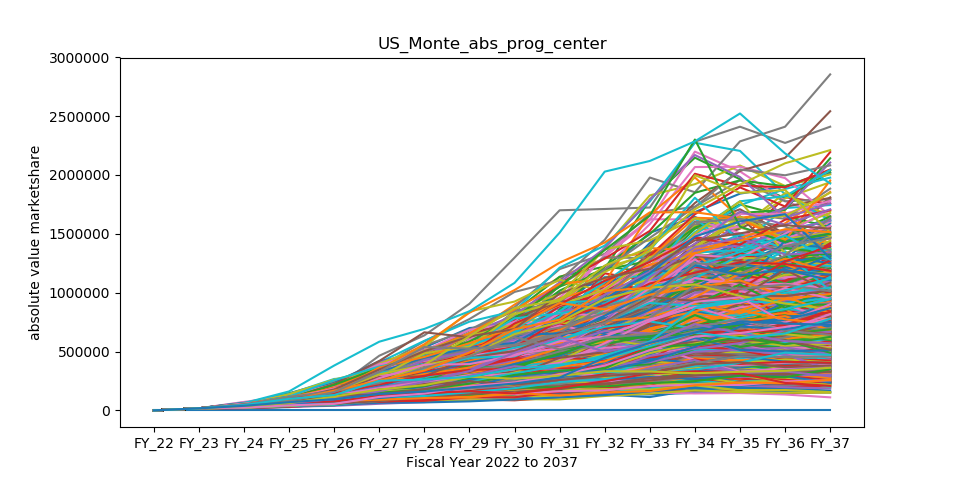 US_Monte_abs_prog_center
3000000
2500000
2000000
1500000
1000000
500000
0
absolute value marketshare
FY_22 FY_23 FY_24 FY_25 FY_26 FY_27 FY_28 FY_29 FY_30 FY_31 FY_32 FY_33 FY_34 FY_35 FY_36 FY_37
Fiscal Year 2022 to 2037